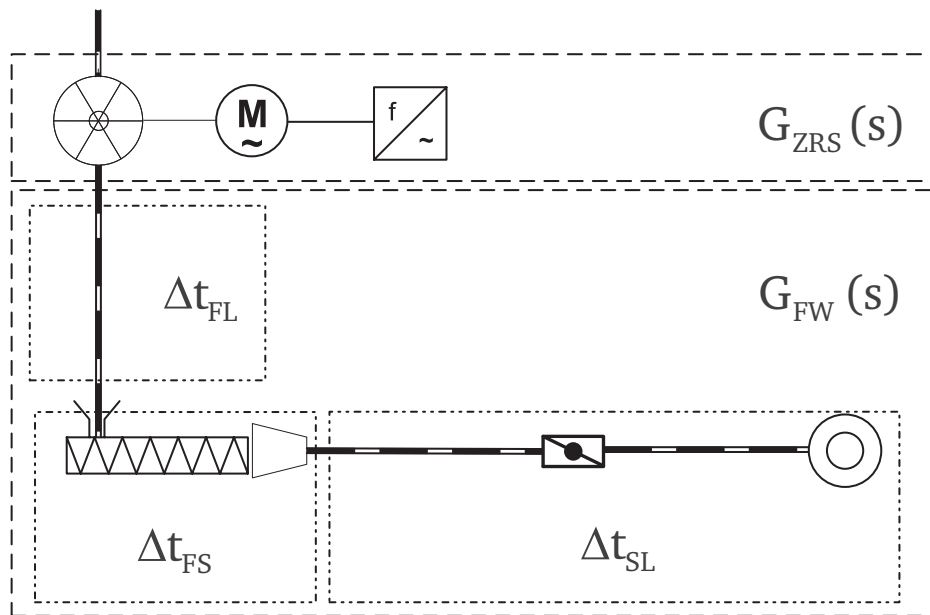 M
~
f
~
G_ZRS (s)
Δt_FL
G_FW (s)
Δt_FS
Δt_SL